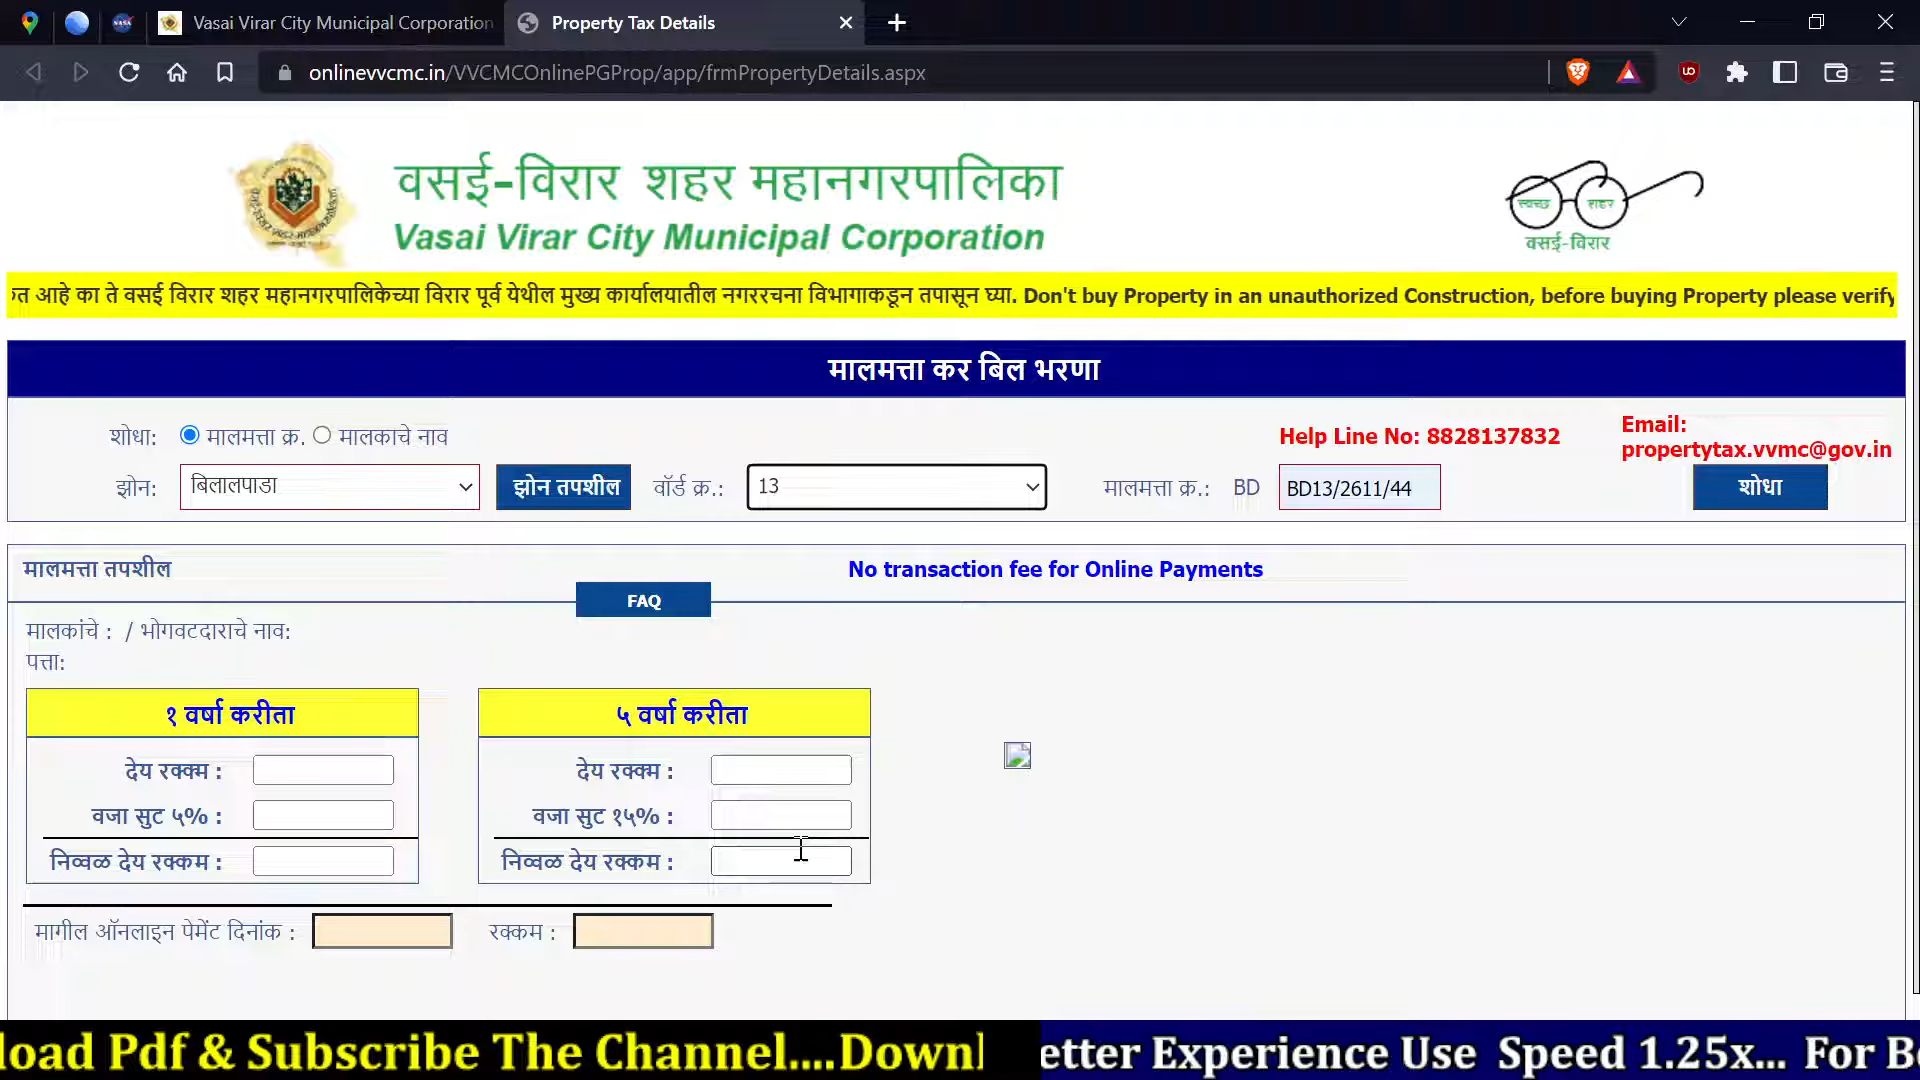 Vasai Virar City Municipal Corporation
Property Tax Details
onlinevvcmc.in/VVCMCOnlinePGProp/app/frmPropertyDetails.aspx
वसई-विरार शहर महानगरपालिका
Vasai Virar City Municipal Corporation
स्वच्छ शहर
वसई-विरार
आहे का ते वसई विरार शहर महानगरपालिकेच्या विरार पूर्व येथील मुख्य कार्यालयातील नगररचना विभागाकडून तपासून घ्या. Don't buy Property in an unauthorized Construction, before buying Property please verify
मालमत्ता कर बिल भरणा
शोधा: मालमत्ता क्र. मालकाचे नाव
Help Line No: 8828137832
Email:
propertytax.vvmc@gov.in
झोन: बिलालपाडा झोन तपशील वॉर्ड क्र.: 13 मालमत्ता क्र.: BD BD13/2611/44 शोधा
मालमत्ता तपशील
No transaction fee for Online Payments
FAQ
मालकांचे : / भोगवटदाराचे नाव:
पत्ता:
१ वर्षा करीता
देय रक्क्म :
वजा सुट ५% :
निव्वळ देय रक्कम :
५ वर्षा करीता
देय रक्क्म :
वजा सुट १५% :
निव्वळ देय रक्कम :
मागील ऑनलाइन पेमेंट दिनांक : रक्कम :
load Pdf & Subscribe The Channel....Downl
etter Experience Use Speed 1.25x... For Be